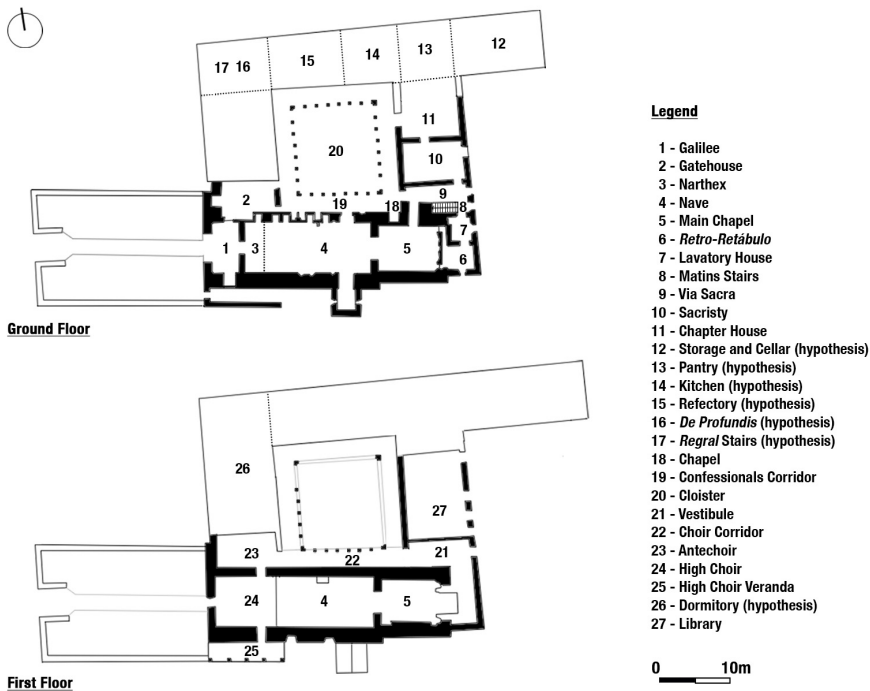 12
13
14
15
17 16
11
20
10
9
2
19
18
8
7
1
3
4
5
6
Ground Floor
26
27
23
22
21
24
4
5
25
First Floor
Legend
1 - Galilee
2 - Gatehouse
3 - Narthex
4 - Nave
5 - Main Chapel
6 - Retro-Retábulo
7 - Lavatory House
8 - Matins Stairs
9 - Via Sacra
10 - Sacristy
11 - Chapter House
12 - Storage and Cellar (hypothesis)
13 - Pantry (hypothesis)
14 - Kitchen (hypothesis)
15 - Refectory (hypothesis)
16 - De Profundis (hypothesis)
17 - Regral Stairs (hypothesis)
18 - Chapel
19 - Confessionals Corridor
20 - Cloister
21 - Vestibule
22 - Choir Corridor
23 - Antechoir
24 - High Choir
25 - High Choir Veranda
26 - Dormitory (hypothesis)
27 - Library
0 10m